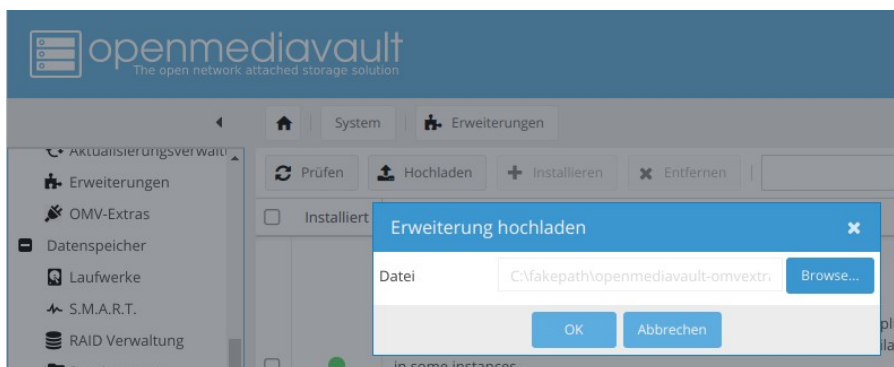 openmediavault
The open network attached storage solution
System
Erweiterungen
Aktualisierungsverwalt
Erweiterungen
OMV-Extras
Datenspeicher
Laufwerke
S.M.A.R.T.
RAID Verwaltung
Prüfen
Hochladen
Installieren
Entfernen
Installiert
Erweiterung hochladen
Datei
C:\fakepath\openmediavault-omvextra
Browse...
OK
Abbrechen
in some instances